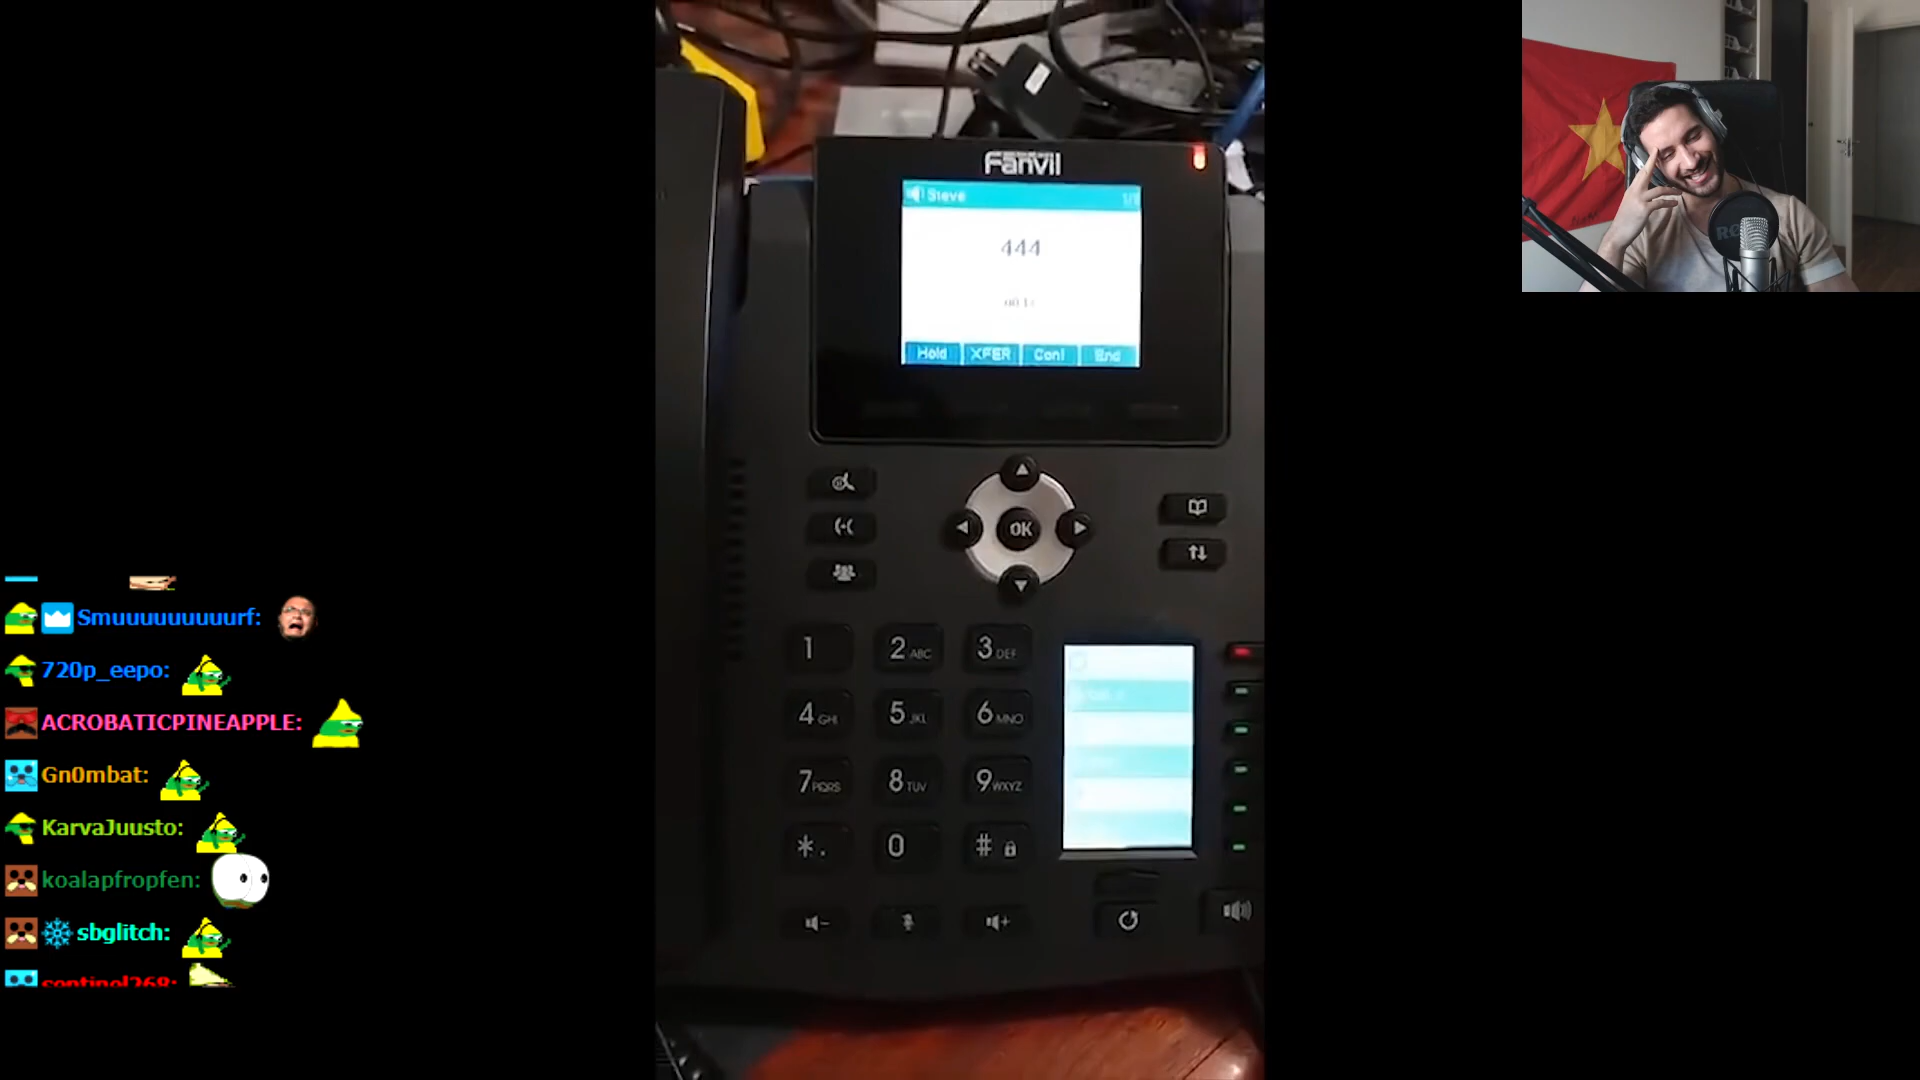 Fanvil
Steve
444
Hold XFER Conf End
OK
1 2 ABC 3 DEF
4 GHI 5 JKL 6 MNO
7 PQRS 8 TUV 9 WXYZ
*. 0 #
Smuuuuuuuuurf:
720p_eepo:
ACROBATICPINEAPPLE:
Gn0mbat:
KarvaJuusto:
koalapfropfen:
sbglitch:
sentinel268: